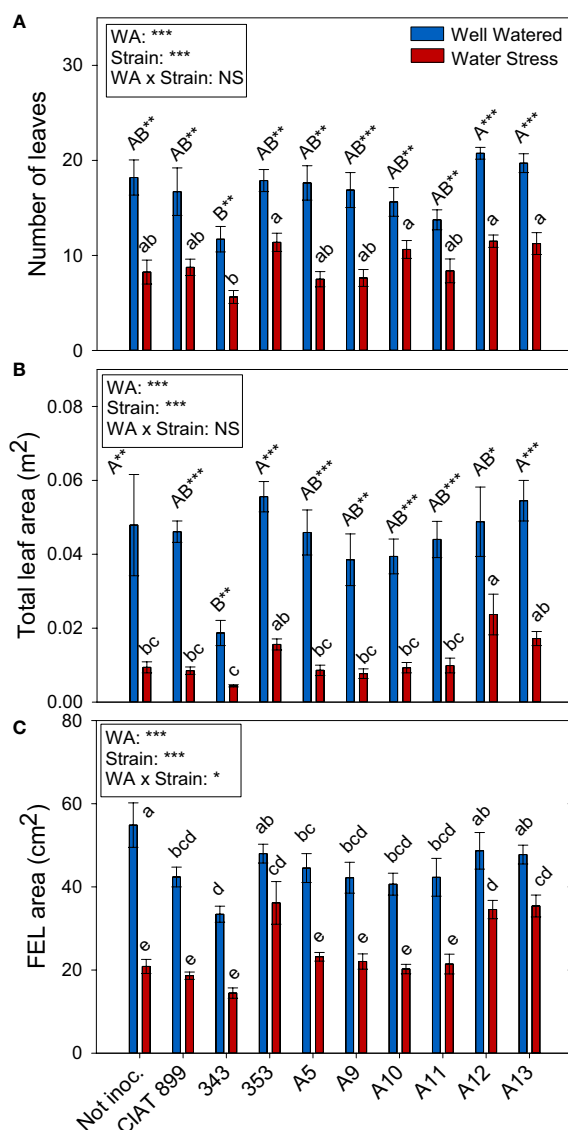 A
WA: ***
Strain: ***
WA x Strain: NS
Well Watered
Water Stress
Number of leaves
30
20
10
0
AB** AB** B** AB** AB** AB*** AB** AB** A*** A***
ab ab b a ab ab a ab a a
B
WA: ***
Strain: ***
WA x Strain: NS
Total leaf area (m²)
0.08
0.06
0.04
0.02
0.00
A** AB*** B** A*** AB*** AB** AB*** AB*** AB* A***
bc bc c ab bc bc bc bc a ab
C
WA: ***
Strain: ***
WA x Strain: *
FEL area (cm²)
80
60
40
20
0
a bcd d ab bc bcd bcd bcd ab ab
e e e cd e e e e d cd
Not inoc. CIAT 899 343 353 A5 A9 A10 A11 A12 A13